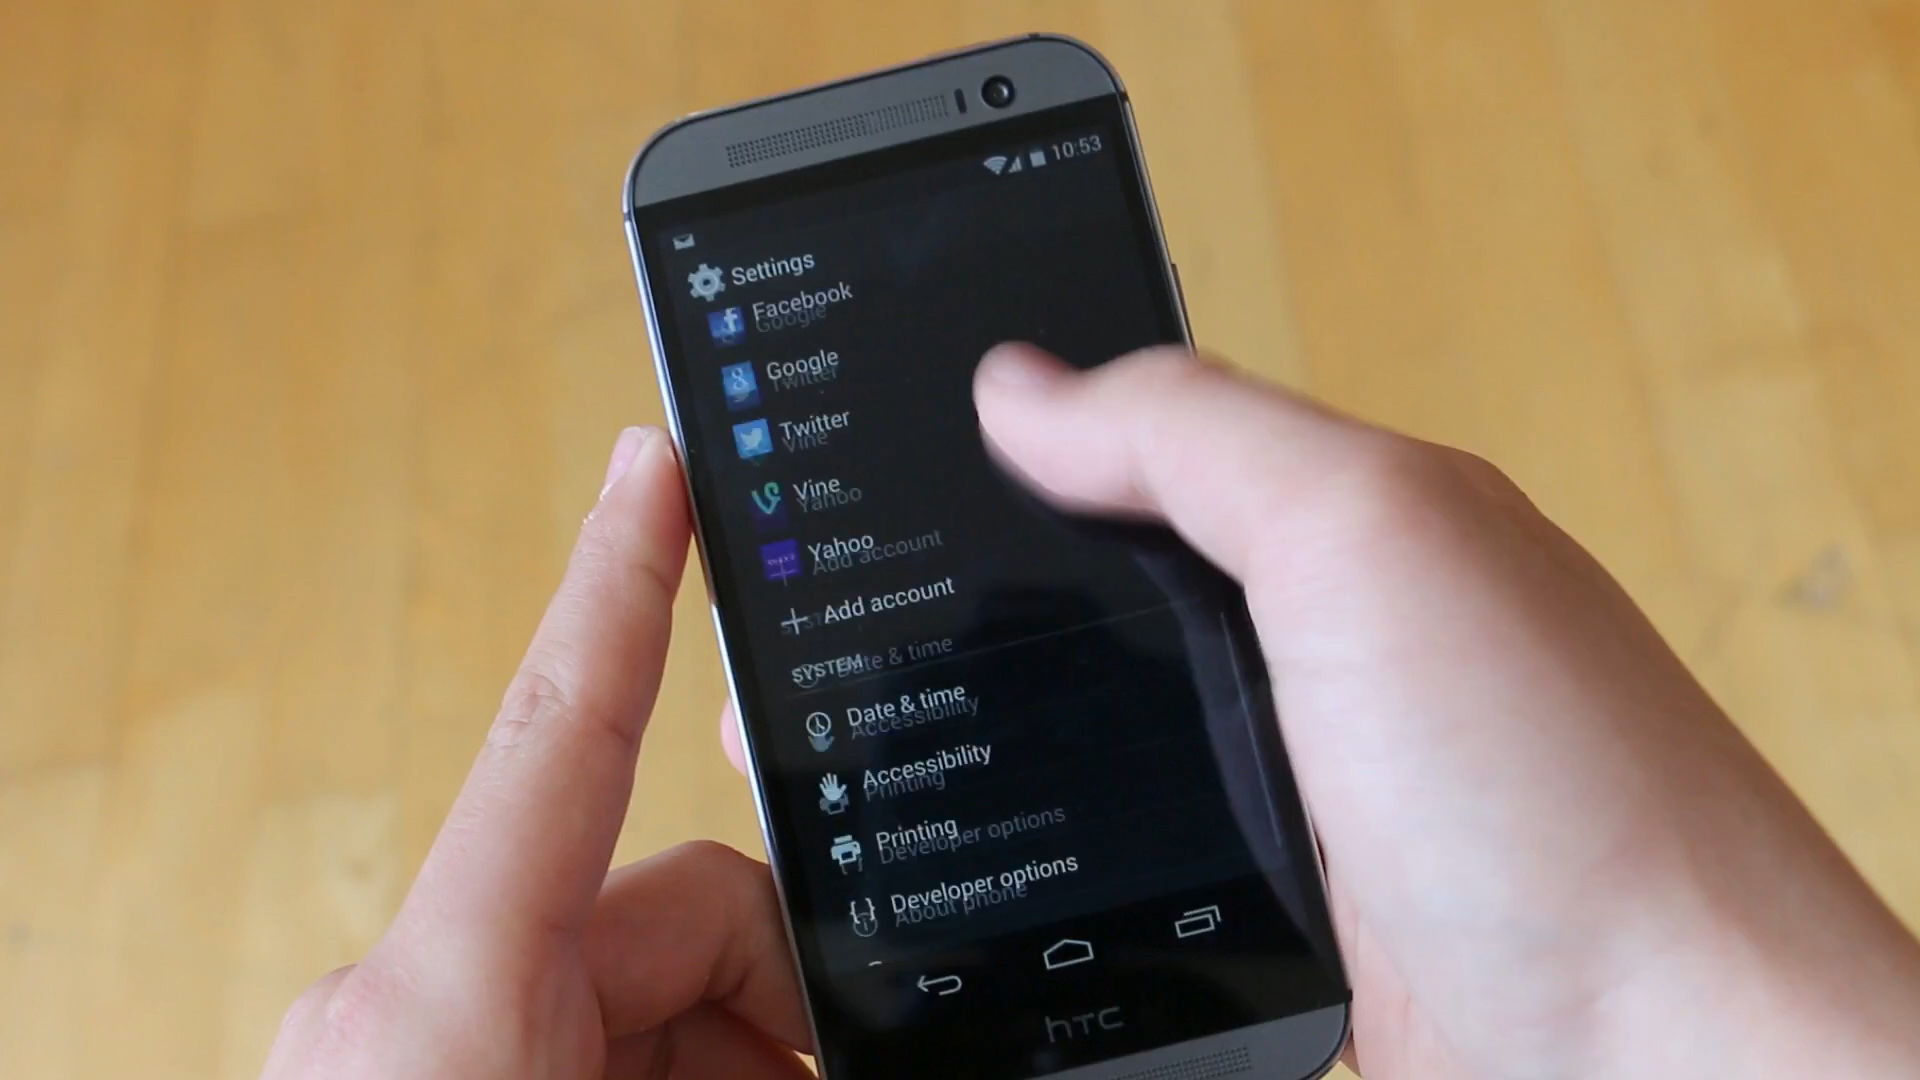 10:53
Settings
Facebook
Google
Google
Twitter
Twitter
Vine
Vine
Yahoo
Yahoo
Add account
Add account
SYSTEM
Date & time
Date & time
Accessibility
Accessibility
Printing
Printing
Developer options
Developer options
About phone
hTC